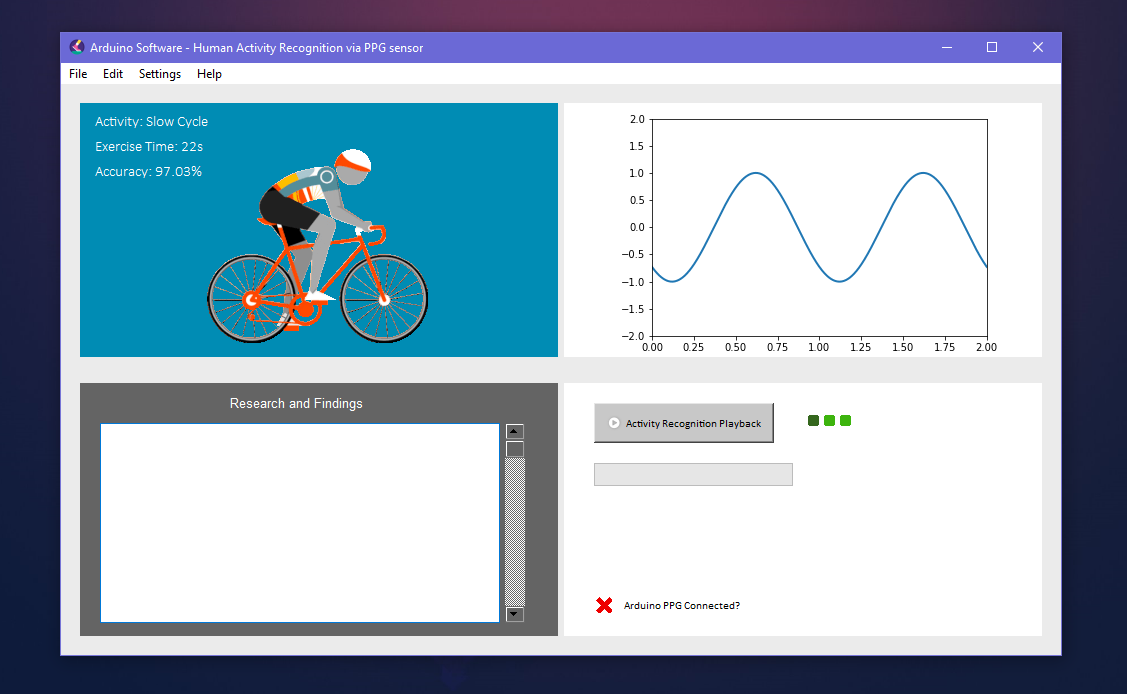 Arduino Software - Human Activity Recognition via PPG sensor
File Edit Settings Help
Activity: Slow Cycle
Exercise Time: 22s
Accuracy: 97.03%
2.0
1.5
1.0
0.5
0.0
−0.5
−1.0
−1.5
−2.0
0.00 0.25 0.50 0.75 1.00 1.25 1.50 1.75 2.00
Research and Findings
Activity Recognition Playback
Arduino PPG Connected?